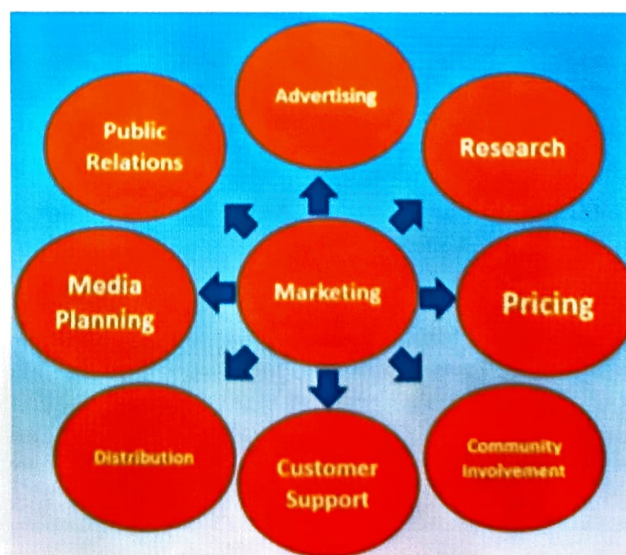 Advertising
Public
Relations
Research
Media
Planning
Marketing
Pricing
Distribution
Customer
Support
Community
Involvement